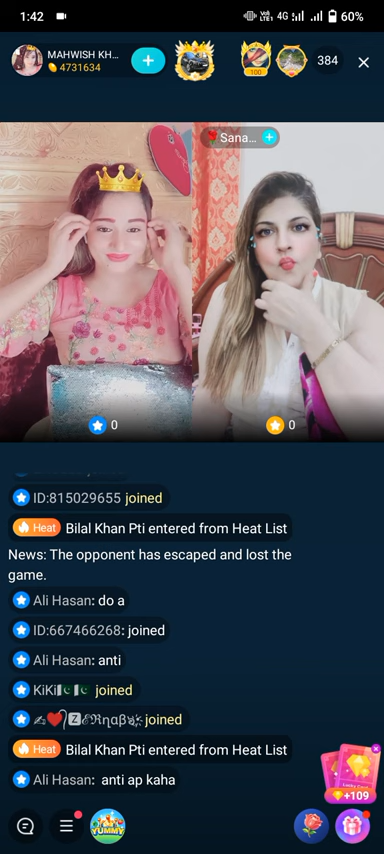 1:42
Vo LTE1 4G 60%
MAHWISH KH...
4731634
100
384
Sana...
0
0
ID:815029655 joined
Heat Bilal Khan Pti entered from Heat List
News: The opponent has escaped and lost the
game.
Ali Hasan: do a
ID:667466268: joined
Ali Hasan: anti
KiKi🇵🇰🇵🇰 joined
joined
Heat Bilal Khan Pti entered from Heat List
Ali Hasan: anti ap kaha
+109
YUMMY